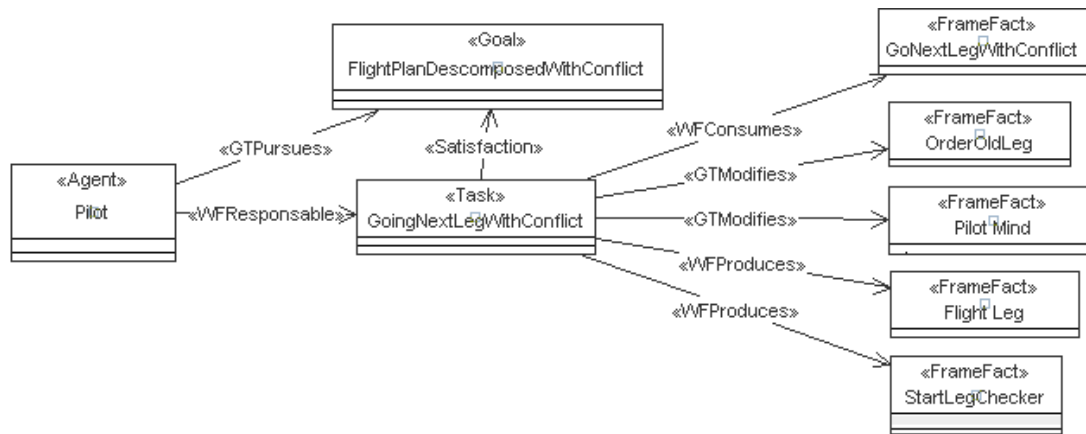 «Goal»
FlightPlanDescomposedWithConflict
«FrameFact»
GoNextLegWithConflict
«GTPursues»
«Satisfaction»
«WFConsumes»
«FrameFact»
OrderOldLeg
«Agent»
Pilot
«WFResponsable»
«Task»
GoingNextLegWithConflict
«GTModifies»
«GTModifies»
«FrameFact»
Pilot Mind
«WFProduces»
«FrameFact»
Flight Leg
«WFProduces»
«FrameFact»
StartLegChecker